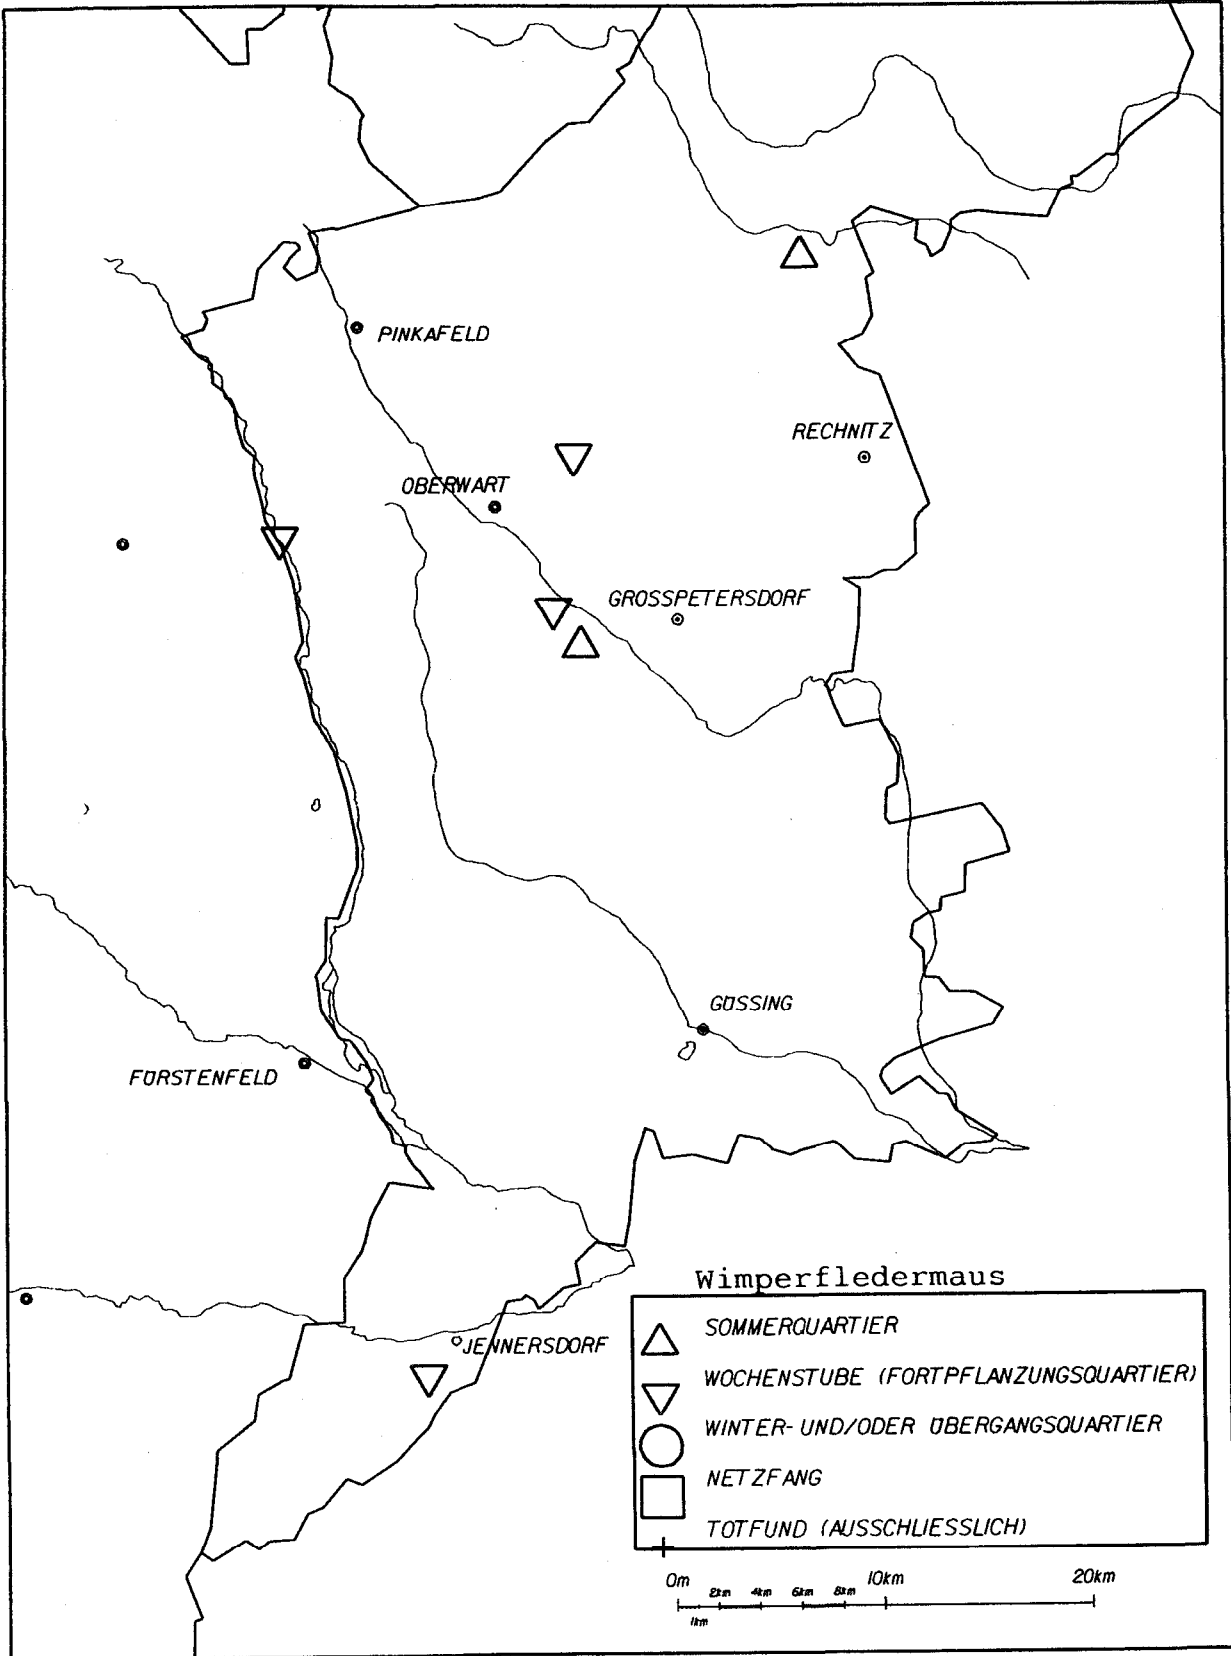 PINKAFELD
RECHNITZ
OBERWART
GROSSPETERSDORF
GÜSSING
FÜRSTENFELD
Wimperfledermaus
SOMMERQUARTIER
JENNERSDORF
WOCHENSTUBE (FORTPFLANZUNGSQUARTIER)
WINTER- UND/ODER ÜBERGANGSQUARTIER
NETZFANG
TOTFUND (AUSSCHLIESSLICH)
0m 2km 4km 6km 8km 10km 20km
1km